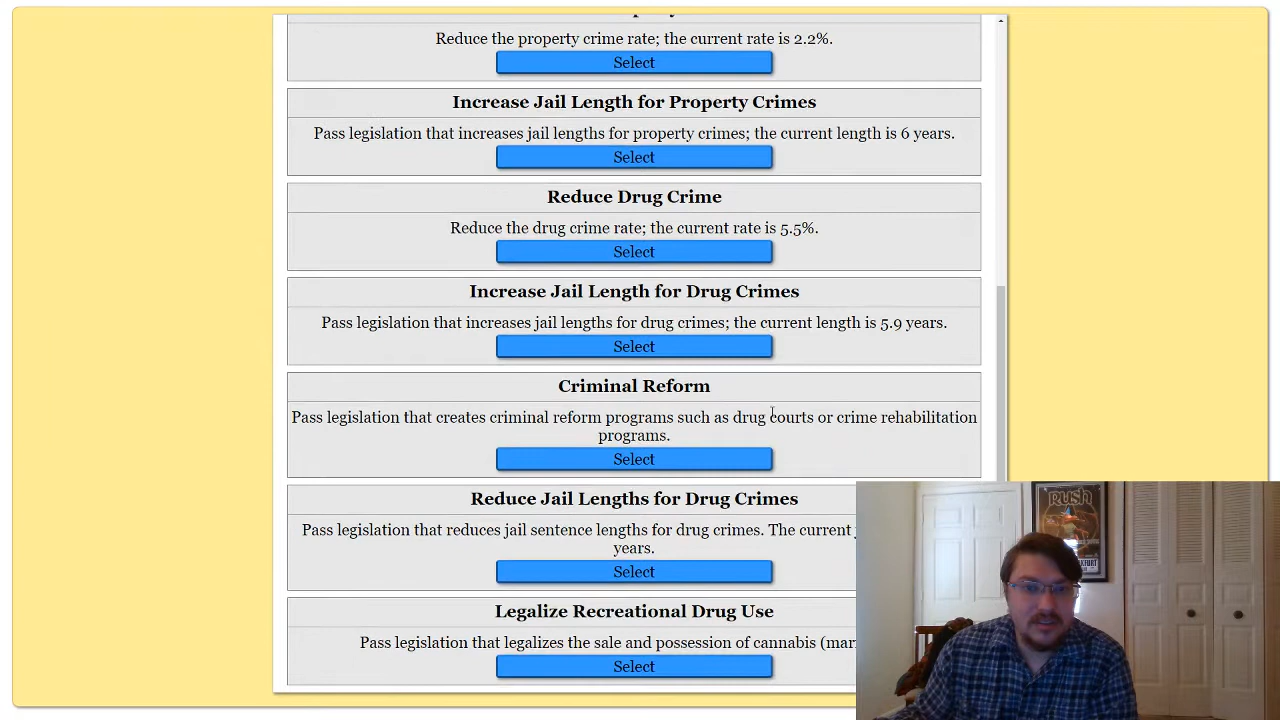 Reduce the property crime rate; the current rate is 2.2%.
Select
Increase Jail Length for Property Crimes
Pass legislation that increases jail lengths for property crimes; the current length is 6 years.
Select
Reduce Drug Crime
Reduce the drug crime rate; the current rate is 5.5%.
Select
Increase Jail Length for Drug Crimes
Pass legislation that increases jail lengths for drug crimes; the current length is 5.9 years.
Select
Criminal Reform
Pass legislation that creates criminal reform programs such as drug courts or crime rehabilitation
programs.
Select
Reduce Jail Lengths for Drug Crimes
Pass legislation that reduces jail sentence lengths for drug crimes. The current
years.
Select
Legalize Recreational Drug Use
Pass legislation that legalizes the sale and possession of cannabis
Select
RUSH